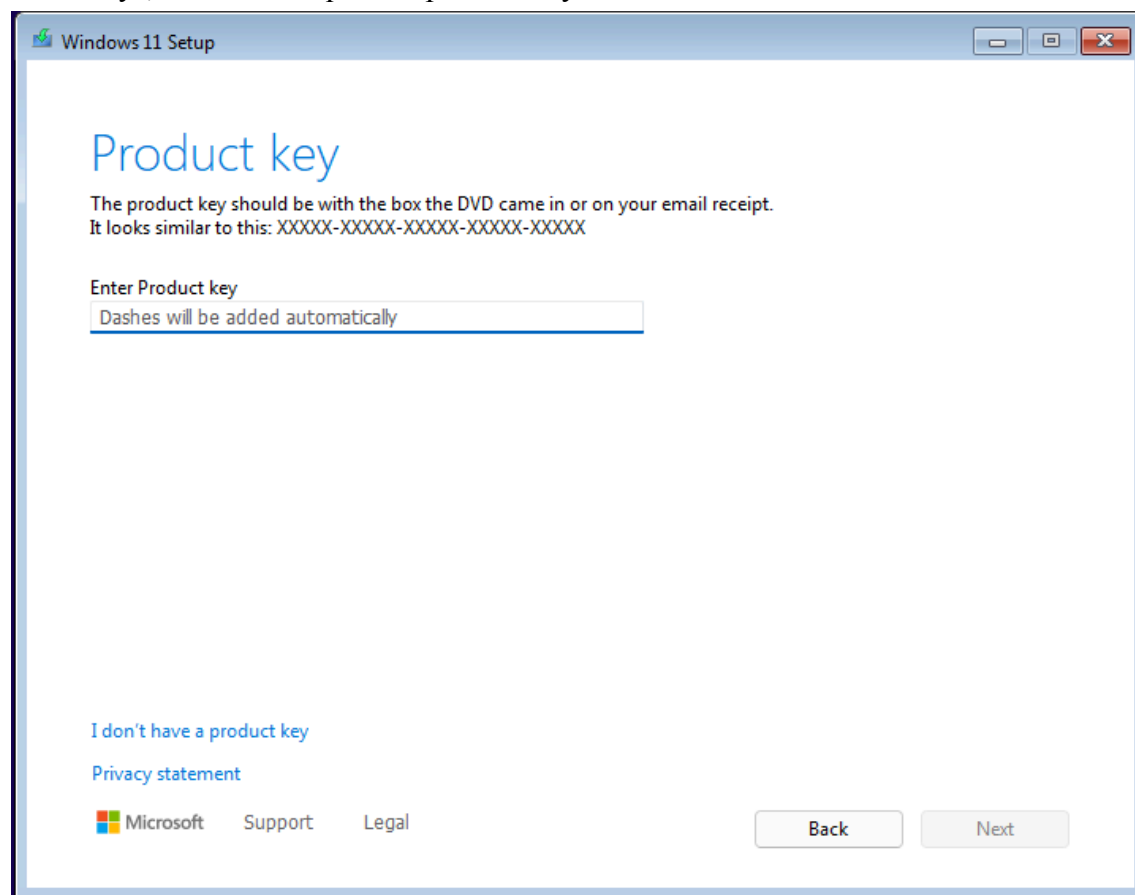 Windows 11 Setup
Product key
The product key should be with the box the DVD came in or on your email receipt.
It looks similar to this: XXXXX-XXXXX-XXXXX-XXXXX-XXXXX
Enter Product key
Dashes will be added automatically
I don't have a product key
Privacy statement
Microsoft Support Legal
Back Next